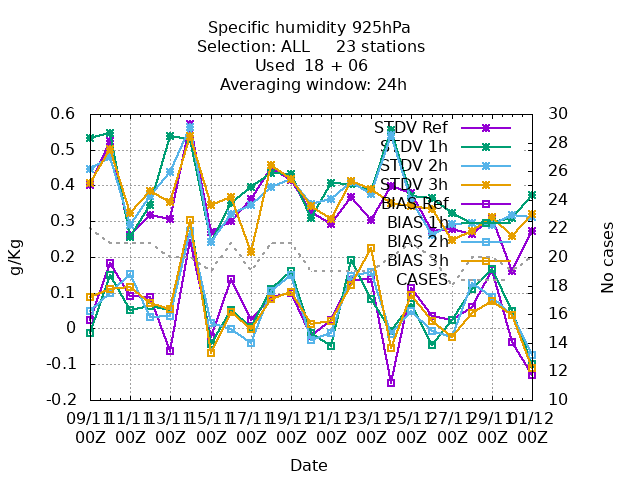 Specific humidity 925hPa
Selection: ALL 23 stations
Used 18 + 06
Averaging window: 24h
0.6
0.5
0.4
0.3
0.2
0.1
0
-0.1
-0.2
g/Kg
30
28
26
24
22
20
18
16
14
12
10
No cases
STDV Ref
STDV 1h
STDV 2h
STDV 3h
BIAS Ref
BIAS 1h
BIAS 2h
BIAS 3h
CASES
09/11 11/11 13/11 15/11 17/11 19/11 21/11 23/11 25/11 27/11 29/11 01/12
00Z 00Z 00Z 00Z 00Z 00Z 00Z 00Z 00Z 00Z 00Z 00Z
Date